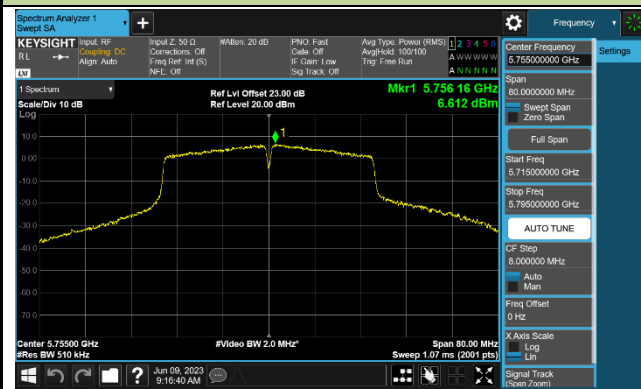 Spectrum Analyzer 1
Swept SA
+
Frequency
KEYSIGHT
RL
LXI
Input: RF
Coupling: DC
Align: Auto
Input Z: 50 Ω
Corrections: Off
Freq Ref: Int (S)
NFE: Off
#Atten: 20 dB
PNO: Fast
Gate: Off
IF Gain: Low
Sig Track: Off
Avg Type: Power (RMS)
Avg|Hold: 100/100
Trig: Free Run
1 2 3 4 5 6
A W W W W W
A N N N N N
1 Spectrum
Scale/Div 10 dB
Log
Ref Lvl Offset 23.00 dB
Ref Level 20.00 dBm
Mkr1 5.756 16 GHz
6.612 dBm
1
10.0
0.00
-10.0
-20.0
-30.0
-40.0
-50.0
-60.0
-70.0
Center 5.75500 GHz
#Res BW 510 kHz
#Video BW 2.0 MHz*
Span 80.00 MHz
Sweep 1.07 ms (2001 pts)
Jun 09, 2023
9:16:40 AM
Center Frequency
5.755000000 GHz
Settings
Span
80.0000000 MHz
Swept Span
Zero Span
Full Span
Start Freq
5.715000000 GHz
Stop Freq
5.795000000 GHz
AUTO TUNE
CF Step
8.000000 MHz
Auto
Man
Freq Offset
0 Hz
X Axis Scale
Log
Lin
Signal Track
(Span Zoom)